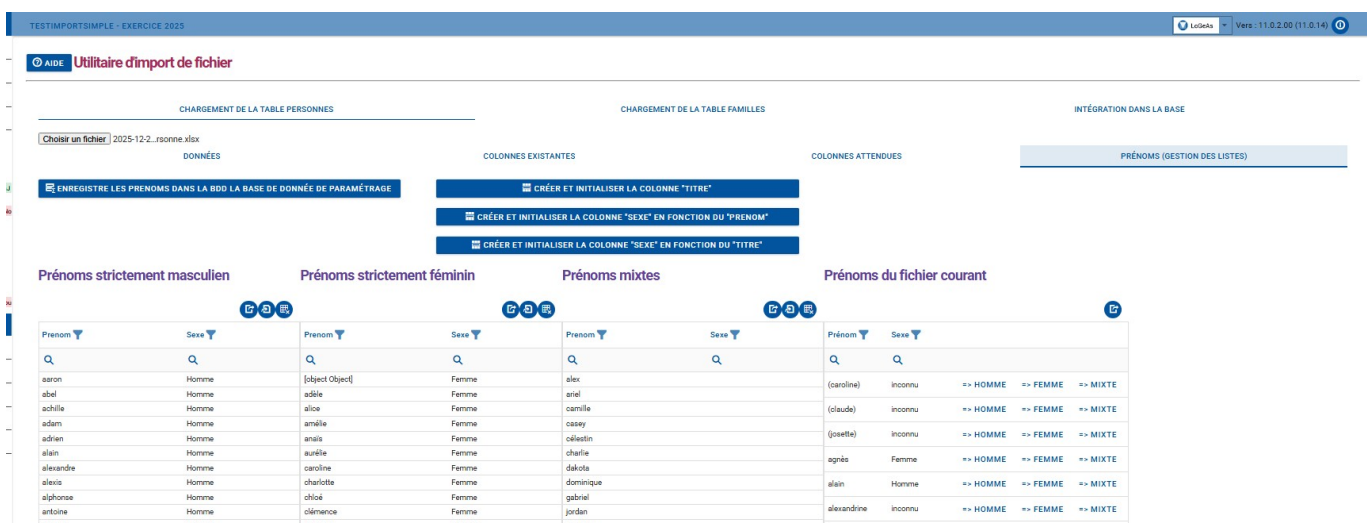 TESTIMPORTSIMPLE - EXERCICE 2025
LoGeAs
Vers : 11.0.2.00 (11.0.14)
AIDE Utilitaire d'import de fichier
CHARGEMENT DE LA TABLE PERSONNES CHARGEMENT DE LA TABLE FAMILLES INTÉGRATION DANS LA BASE
Choisir un fichier 2025-12-2...rsonne.xlsx
DONNÉES COLONNES EXISTANTES COLONNES ATTENDUES PRÉNOMS (GESTION DES LISTES)
ENREGISTRE LES PRENOMS DANS LA BDD LA BASE DE DONNÉE DE PARAMÉTRAGE CRÉER ET INITIALISER LA COLONNE "TITRE"
CRÉER ET INITIALISER LA COLONNE "SEXE" EN FONCTION DU "PRENOM"
CRÉER ET INITIALISER LA COLONNE "SEXE" EN FONCTION DU "TITRE"
Prénoms strictement masculien
Prenom Sexe
aaron Homme
abel Homme
achille Homme
adam Homme
adrien Homme
alain Homme
alexandre Homme
alexis Homme
alphonse Homme
antoine Homme
Prénoms strictement féminin
Prenom Sexe
[object Object] Femme
adèle Femme
alice Femme
amélie Femme
anaïs Femme
aurélie Femme
caroline Femme
charlotte Femme
chloé Femme
clémence Femme
Prénoms mixtes
Prenom Sexe
alex
ariel
camille
casey
célestin
charlie
dakota
dominique
gabriel
jordan
Prénoms du fichier courant
Prénom Sexe
(caroline) inconnu => HOMME => FEMME => MIXTE
(claude) inconnu => HOMME => FEMME => MIXTE
(josette) inconnu => HOMME => FEMME => MIXTE
agnès Femme => HOMME => FEMME => MIXTE
alain Homme => HOMME => FEMME => MIXTE
alexandrine inconnu => HOMME => FEMME => MIXTE